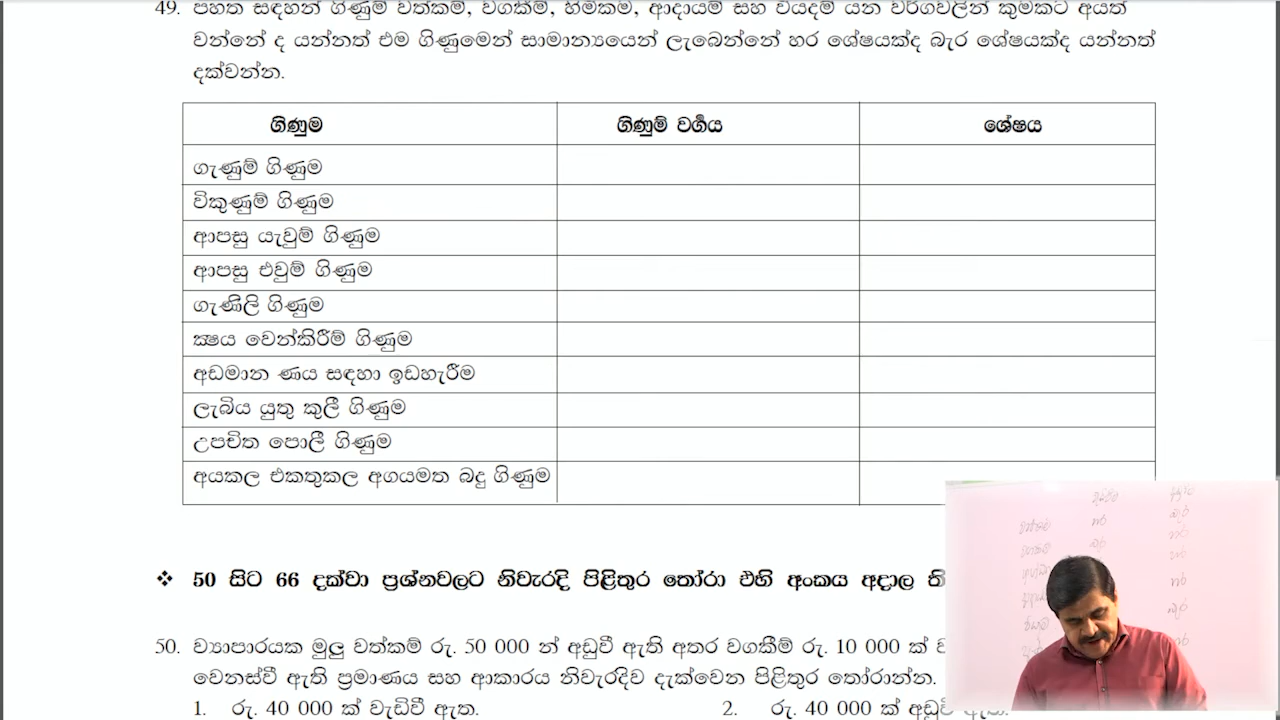 49. පහත සඳහන් ගිණුම් වත්කම්, වගකීම්, හිමිකම, ආදායම් සහ වියදම් යන වර්ගවලින් කුමකට අයත්
වන්නේ ද යන්නත් එම ගිණුමෙන් සාමාන්‍යයෙන් ලැබෙන්නේ හර ශේෂයක්ද බැර ශේෂයක්ද යන්නත්
දක්වන්න.
ගිණුම ගිණුම් වර්ගය ශේෂය
ගැණුම් ගිණුම
විකුණුම් ගිණුම
ආපසු යැවුම් ගිණුම
ආපසු එවුම් ගිණුම
ගැණිලි ගිණුම
ක්‍ෂය වෙන්කිරීම් ගිණුම
අඩමාන ණය සඳහා ඉඩහැරීම
ලැබිය යුතු කුලී ගිණුම
උපචිත පොලී ගිණුම
අයකල එකතුකල අගයමත බදු ගිණුම
❖ 50 සිට 66 දක්වා ප්‍රශ්නවලට නිවැරදි පිළිතුර තෝරා එහි අංකය අදාල
50. ව්‍යාපාරයක මුලු වත්කම් රු. 50 000 න් අඩුවී ඇති අතර වගකීම් රු. 10 000 ක්
වෙනස්වී ඇති ප්‍රමාණය සහ ආකාරය නිවැරදිව දැක්වෙන පිළිතුර තෝරාන්න.
1. රු. 40 000 ක් වැඩිවී ඇත. 2. රු. 40 000 ක් අඩුවී ඇත.